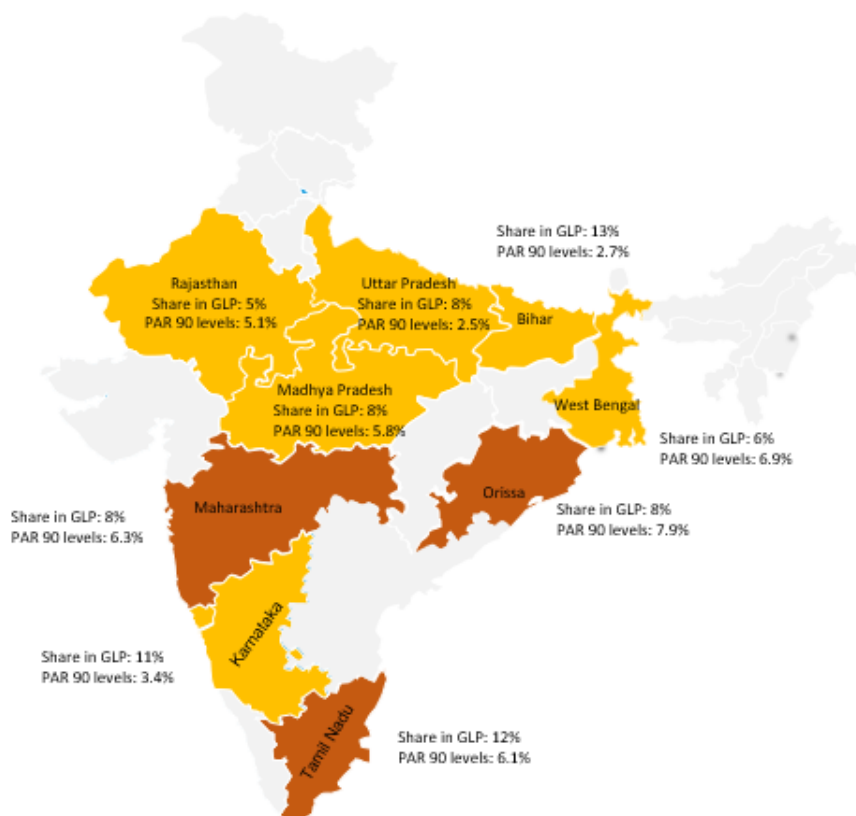 Share in GLP: 13%
PAR 90 levels: 2.7%
Rajasthan
Share in GLP: 5%
PAR 90 levels: 5.1%
Uttar Pradesh
Share in GLP: 8%
PAR 90 levels: 2.5%
Bihar
Madhya Pradesh
Share in GLP: 8%
PAR 90 levels: 5.8%
West Bengal
Share in GLP: 6%
PAR 90 levels: 6.9%
Maharashtra
Share in GLP: 8%
PAR 90 levels: 6.3%
Orissa
Share in GLP: 8%
PAR 90 levels: 7.9%
Karnataka
Share in GLP: 11%
PAR 90 levels: 3.4%
Tamil Nadu
Share in GLP: 12%
PAR 90 levels: 6.1%